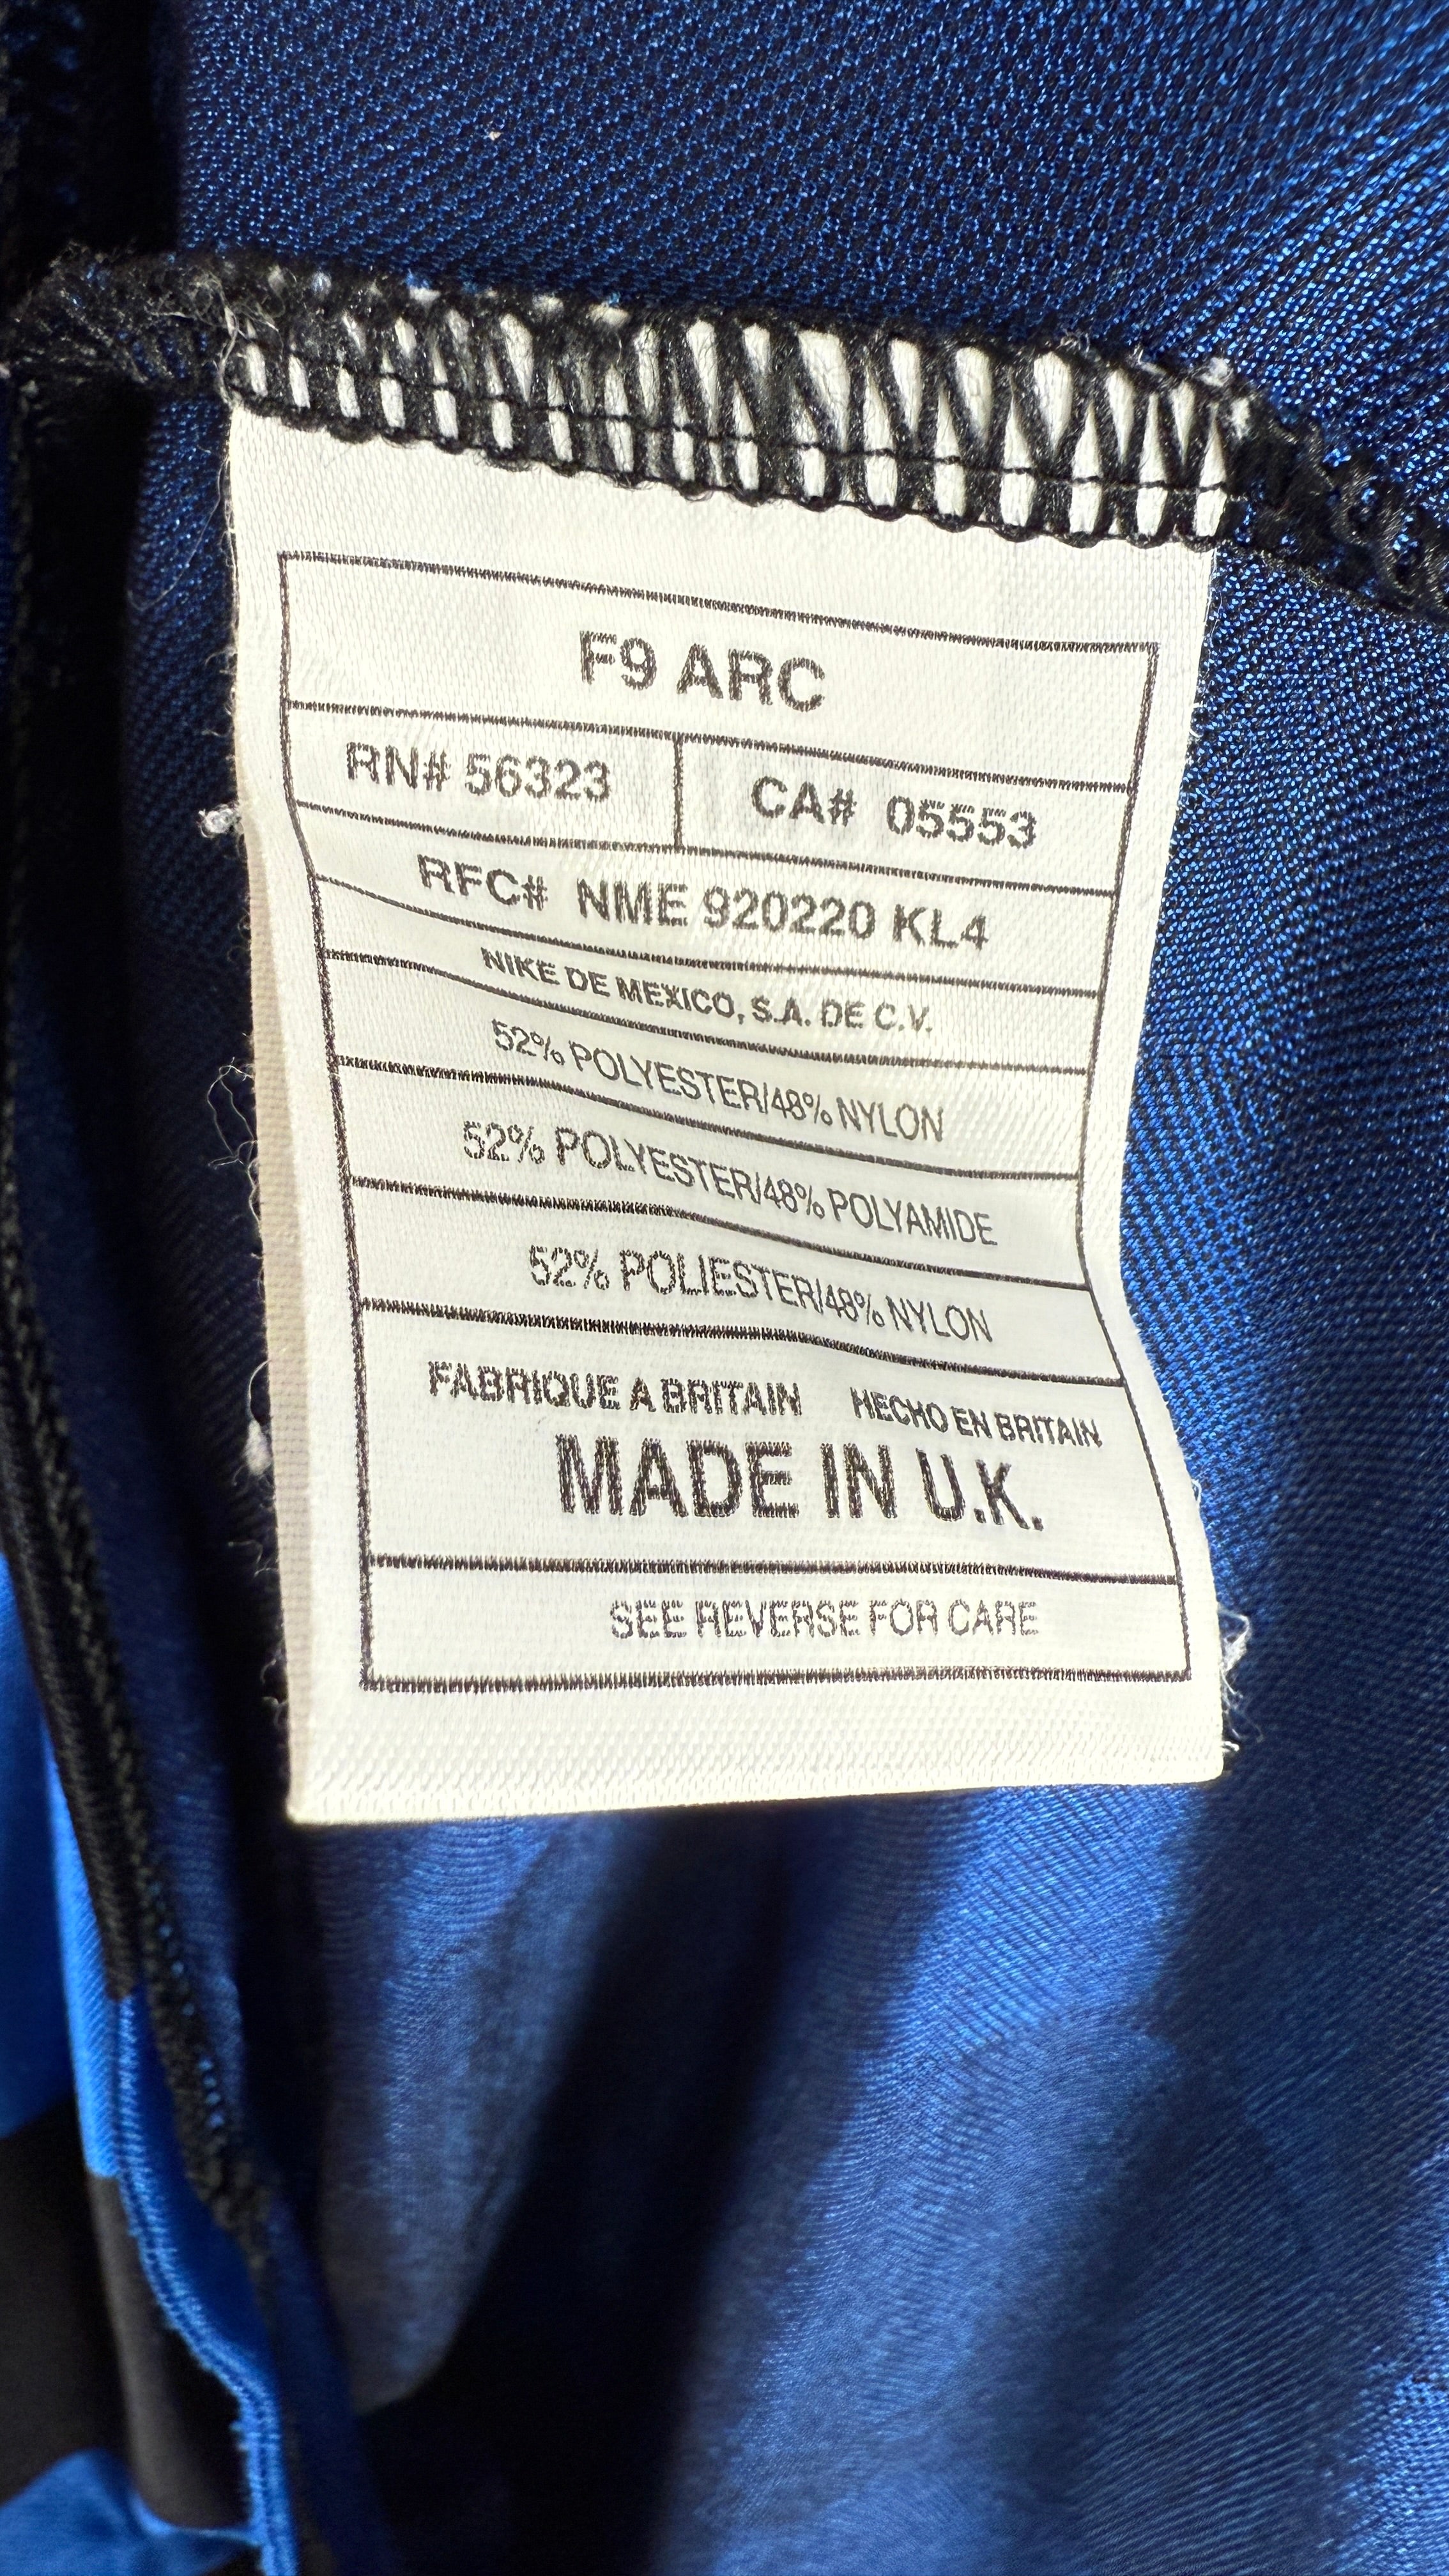 F9 ARC
RN# 56323 CA# 05553
RFC# NME 920220 KL4
NIKE DE MEXICO, S.A. DE C.V.
52% POLYESTER/48% NYLON
52% POLYESTER/48% POLYAMIDE
52% POLIESTER/48% NYLON
FABRIQUE A BRITAIN HECHO EN BRITAIN
MADE IN U.K.
SEE REVERSE FOR CARE